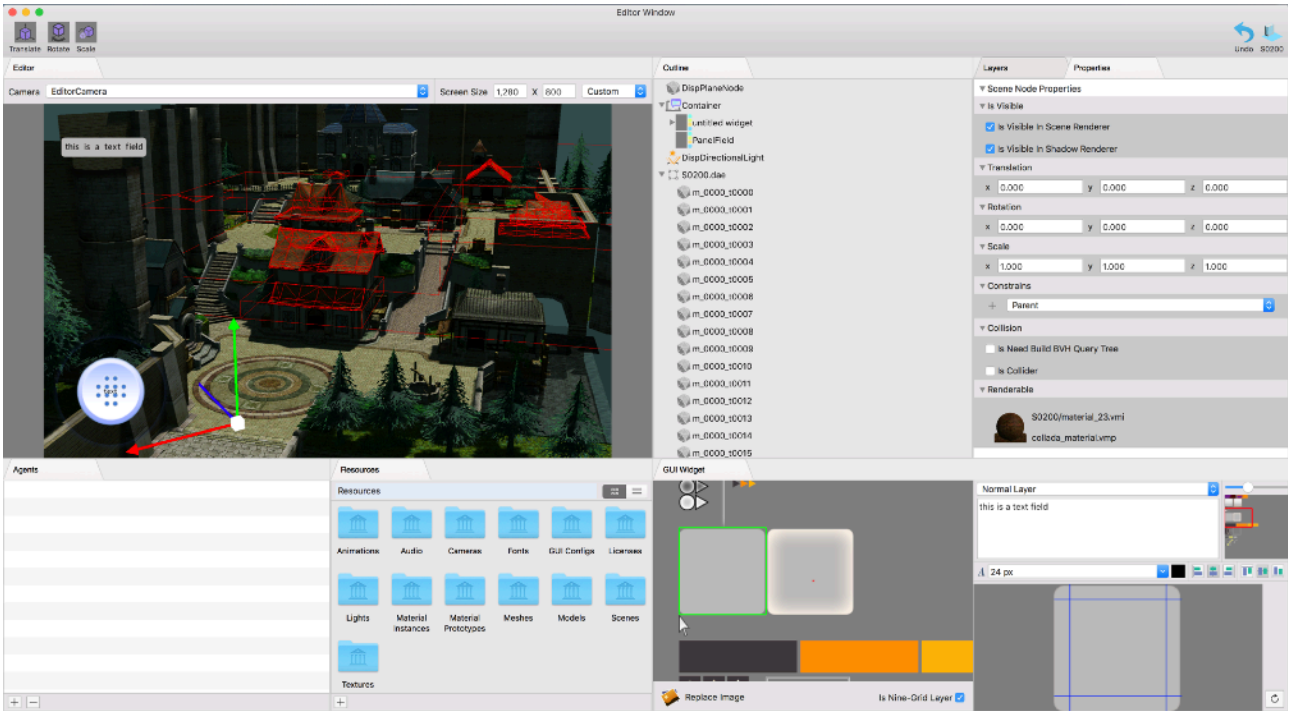 Editor Window
Translate Rotate Scale
Undo S0200
Editor
Camera EditorCamera Screen Size 1,280 X 800 Custom
this is a text field
Outline
DispPlaneNode
Container
untitled widget
PanelField
DispDirectionalLight
S0200.dae
m_0000_t0000
m_0000_t0001
m_0000_t0002
m_0000_t0003
m_0000_t0004
m_0000_t0005
m_0000_t0006
m_0000_t0007
m_0000_t0008
m_0000_t0009
m_0000_t0010
m_0000_t0011
m_0000_t0012
m_0000_t0013
m_0000_t0014
m_0000_t0015
Layers Properties
Scene Node Properties
Is Visible
Is Visible In Scene Renderer
Is Visible In Shadow Renderer
Translation
x 0.000 y 0.000 z 0.000
Rotation
x 0.000 y 0.000 z 0.000
Scale
x 1.000 y 1.000 z 1.000
Constrains
Parent
Collision
Is Need Build BVH Query Tree
Is Collider
Renderable
S0200/material_23.vmi
collada_material.vmp
Agents
Resources
Resources
Animations Audio Cameras Fonts GUI Configs Licenses
Lights Material Instances Material Prototypes Meshes Models Scenes
Textures
GUI Widget
Replace Image Is Nine-Grid Layer
Normal Layer
this is a text field
A 24 px